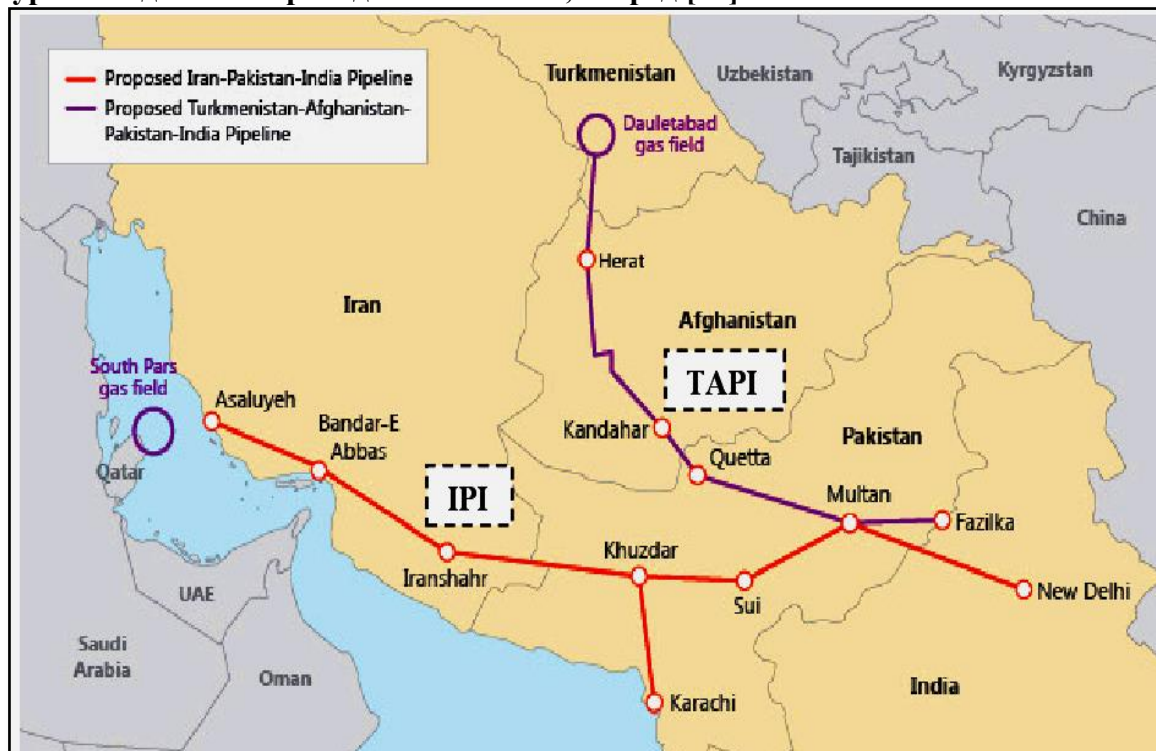 Proposed Iran-Pakistan-India Pipeline
Proposed Turkmenistan-Afghanistan-
Pakistan-India Pipeline
Turkmenistan
Uzbekistan
Kyrgyzstan
Dauletabad
gas field
Tajikistan
China
Herat
Iran
Afghanistan
South Pars
gas field
TAPI
Asaluyeh
Bandar-E
Abbas
Kandahar
Quetta
Pakistan
Qatar
IPI
Multan
Fazilka
Khuzdar
Iranshahr
Sui
New Delhi
UAE
Saudi
Arabia
Oman
Karachi
India